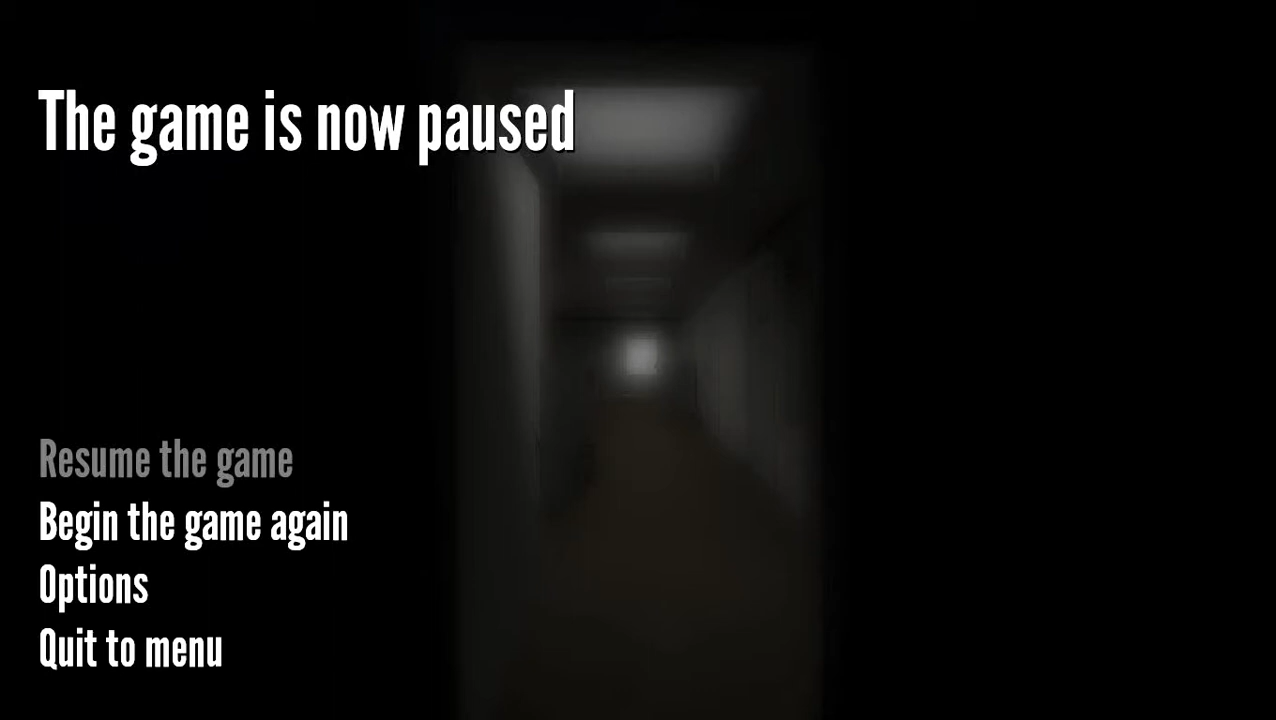 The game is now paused
Resume the game
Begin the game again
Options
Quit to menu